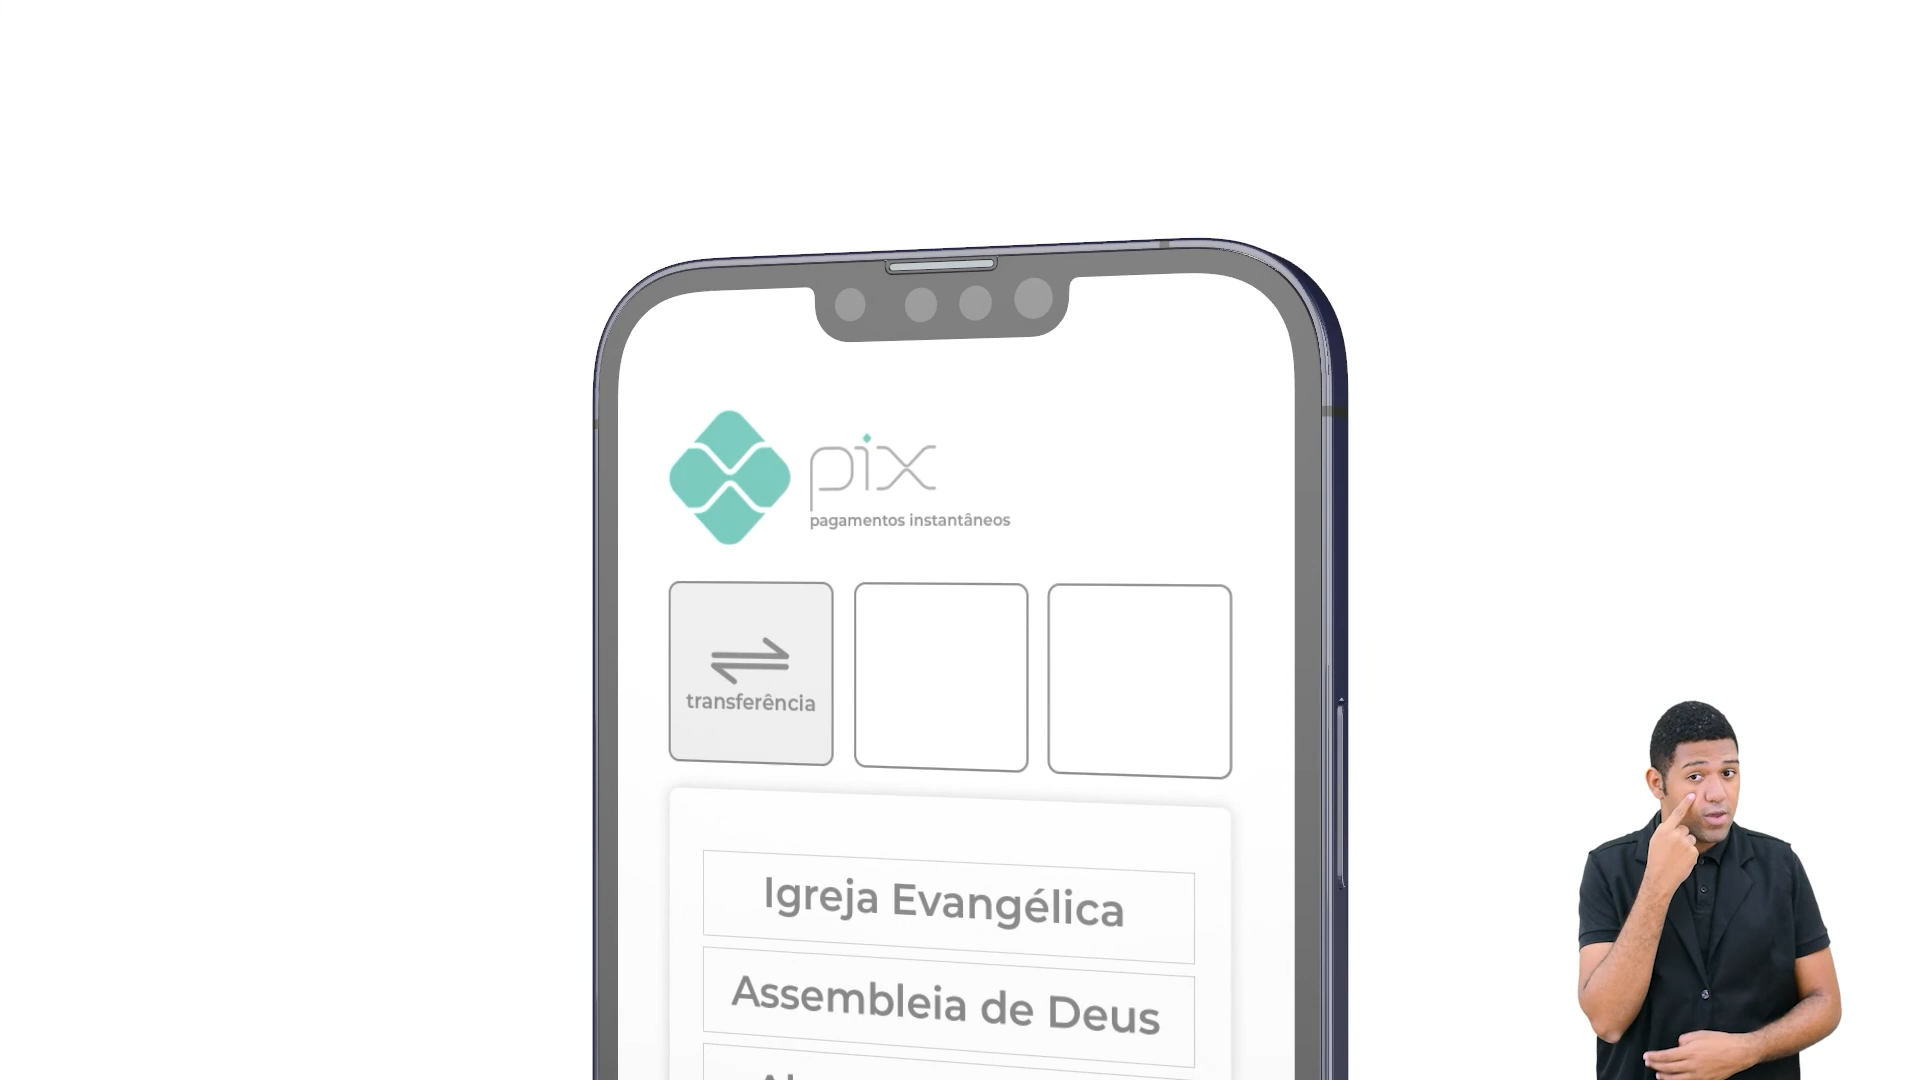 pix
pagamentos instantâneos
transferência
Igreja Evangélica
Assembleia de Deus